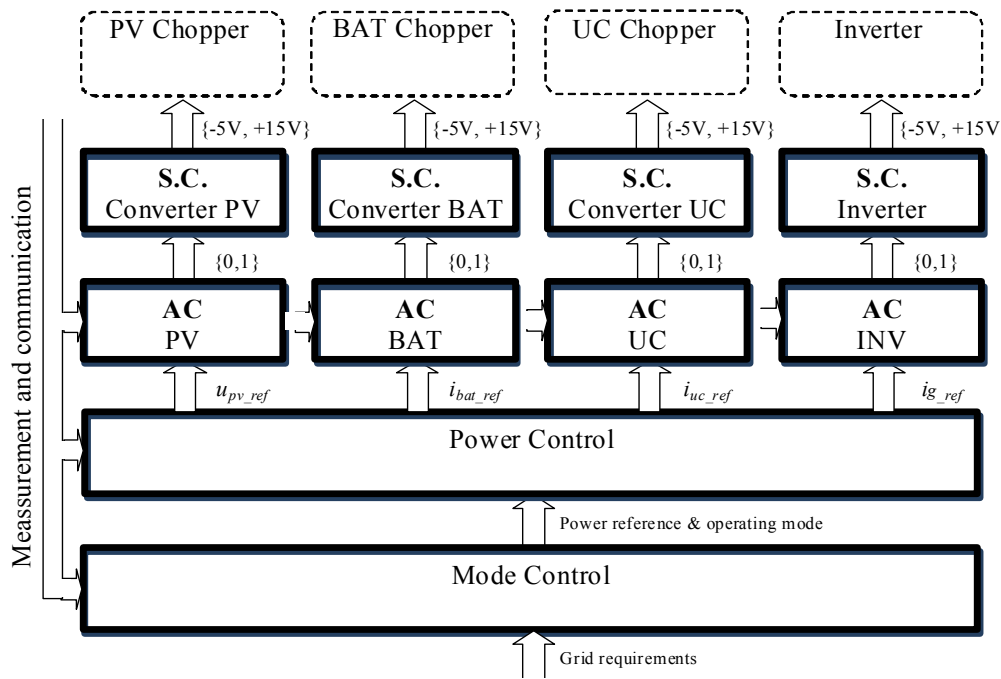 PV Chopper
BAT Chopper
UC Chopper
Inverter
{-5V, +15V}
{-5V, +15V}
{-5V, +15V}
{-5V, +15V
S.C.
Converter PV
S.C.
Converter BAT
S.C.
Converter UC
S.C.
Inverter
{0,1}
{0,1}
{0,1}
{0,1}
AC
PV
AC
BAT
AC
UC
AC
INV
u_pv_ref
i_bat_ref
i_uc_ref
ig_ref
Power Control
Power reference & operating mode
Mode Control
Grid requirements
Meassurement and communication